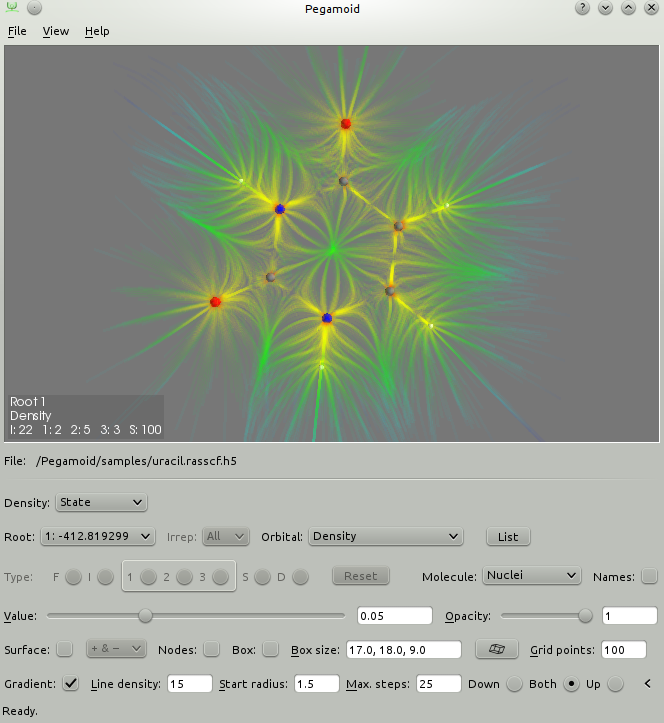 Pegamoid
File View Help
Root 1
Density
I: 22 1: 2 2: 5 3: 3 S: 100
File: /Pegamoid/samples/uracil.rasscf.h5
Density: State
Root: 1: -412.819299 Irrep: All Orbital: Density List
Type: F I 1 2 3 S D Reset Molecule: Nuclei Names:
Value: 0.05 Opacity: 1
Surface: + & − Nodes: Box: Box size: 17.0, 18.0, 9.0 Grid points: 100
Gradient: Line density: 15 Start radius: 1.5 Max. steps: 25 Down Both Up <
Ready.